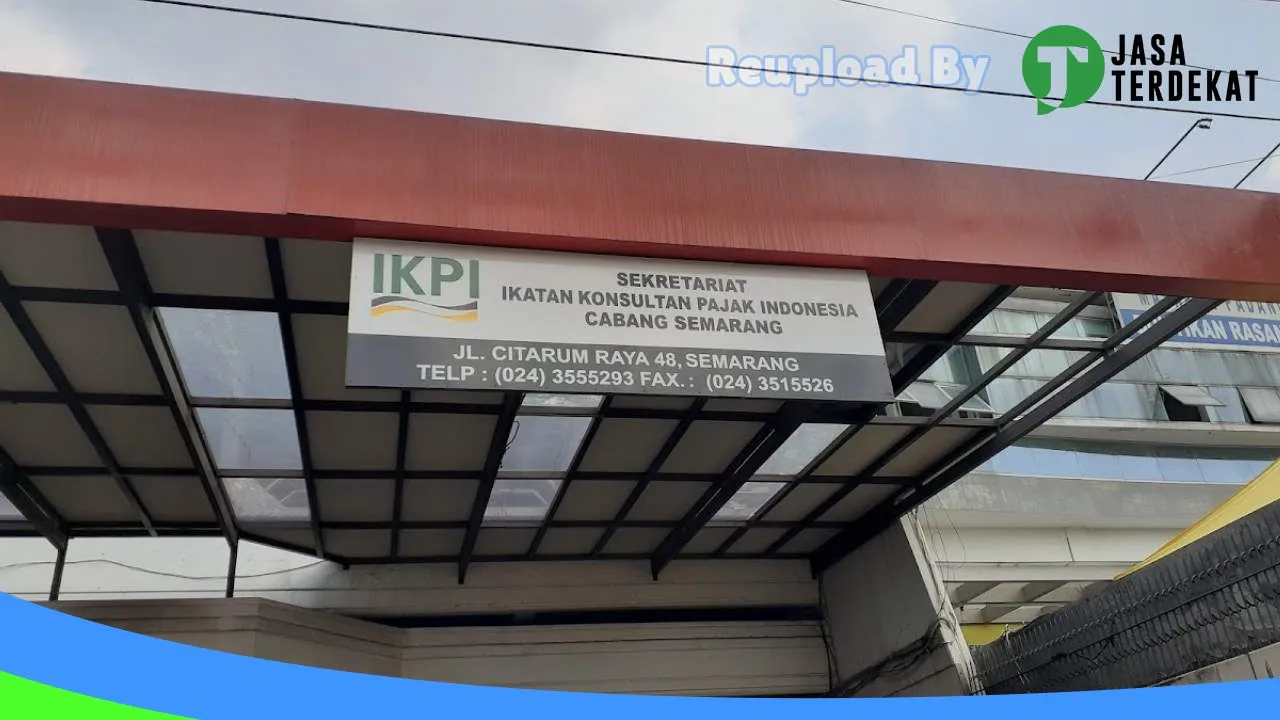 Reupload By
JASA
TERDEKAT
IKPI
SEKRETARIAT
IKATAN KONSULTAN PAJAK INDONESIA
CABANG SEMARANG
JL. CITARUM RAYA 48, SEMARANG
TELP : (024) 3555293 FAX. : (024) 3515526